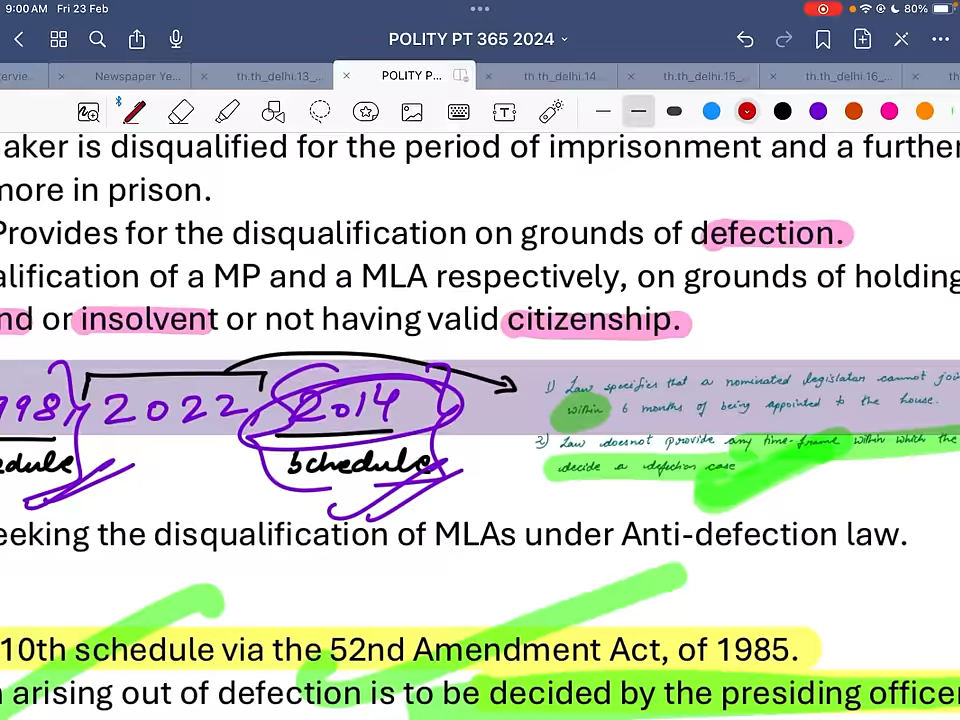 9:00 AM Fri 23 Feb
80%
POLITY PT 365 2024
Newspaper Ye...
th.th_delhi.13_...
POLITY P...
th th_delhi.14
th.th_delhi.15_...
th.th_delhi.16_...
th
aker is disqualified for the period of imprisonment and a further
more in prison.
Provides for the disqualification on grounds of defection.
alification of a MP and a MLA respectively, on grounds of holding
nd or insolvent or not having valid citizenship.
998, 2022, 2014
edule schedule
1) Law specifies that a nominated legislator cannot join
within 6 months of being appointed to the house.
2) Law doesnot provide any time-frame within which the
decide a defection case
eeking the disqualification of MLAs under Anti-defection law.
10th schedule via the 52nd Amendment Act, of 1985.
arising out of defection is to be decided by the presiding officer